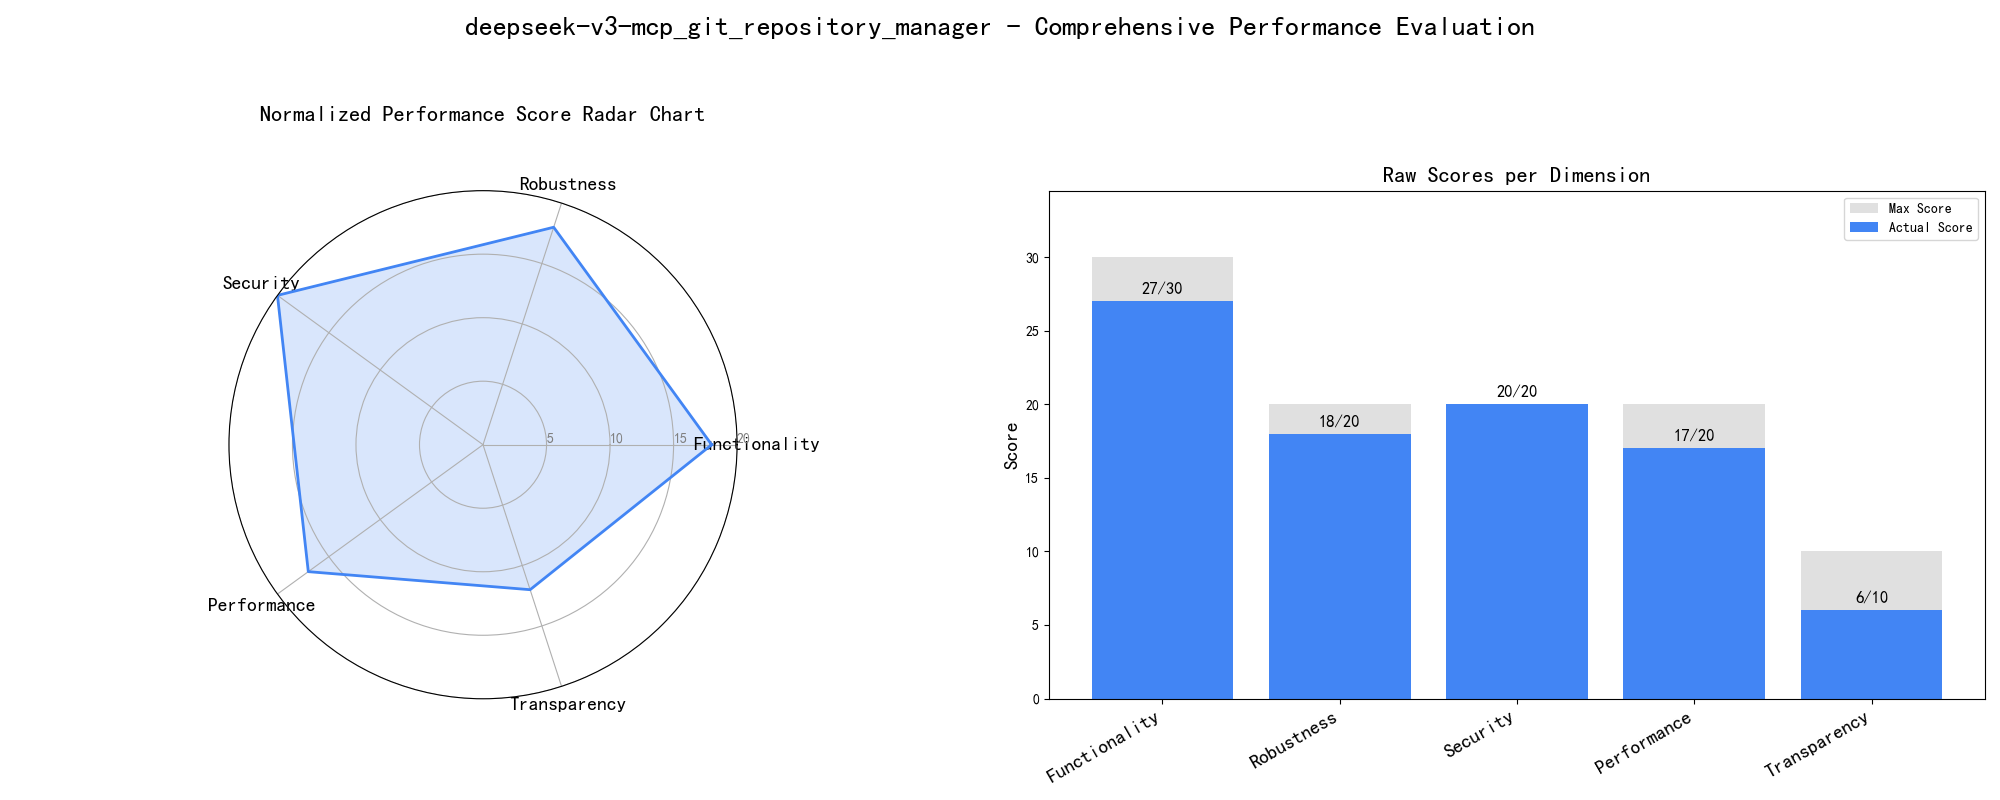 deepseek-v3-mcp_git_repository_manager - Comprehensive Performance Evaluation
Normalized Performance Score Radar Chart
Robustness
Security
Functionality
5
10
15
20
Performance
Transparency
Raw Scores per Dimension
Max Score
Actual Score
Score
30
25
20
15
10
5
0
27/30
18/20
20/20
17/20
6/10
Functionality
Robustness
Security
Performance
Transparency